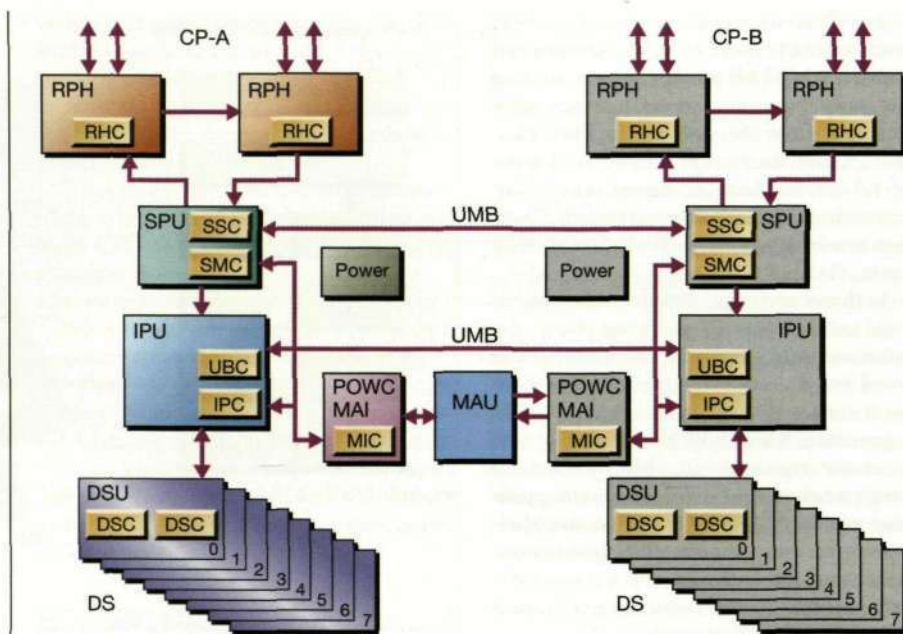 CP-A
CP-B
RPH
RPH
RPH
RPH
RHC
RHC
RHC
RHC
SPU
SSC
SMC
UMB
SSC
SPU
SMC
Power
Power
IPU
UBC
IPC
UMB
IPU
UBC
IPC
POWC
MAI
MIC
MAU
POWC
MAI
MIC
DSU
DSC
DSC
0
1
2
3
4
5
6
7
DS
DSU
DSC
DSC
0
1
2
3
4
5
6
7
DS